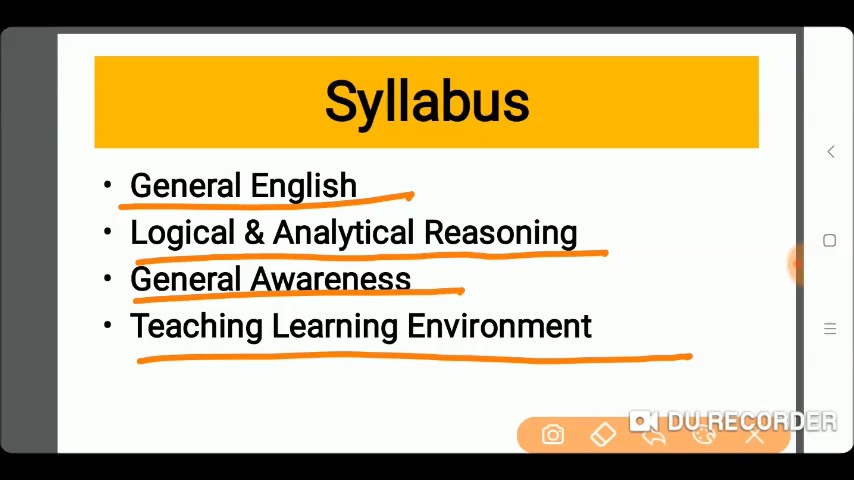 Syllabus
• General English
• Logical & Analytical Reasoning
• General Awareness
• Teaching Learning Environment
DU RECORDER